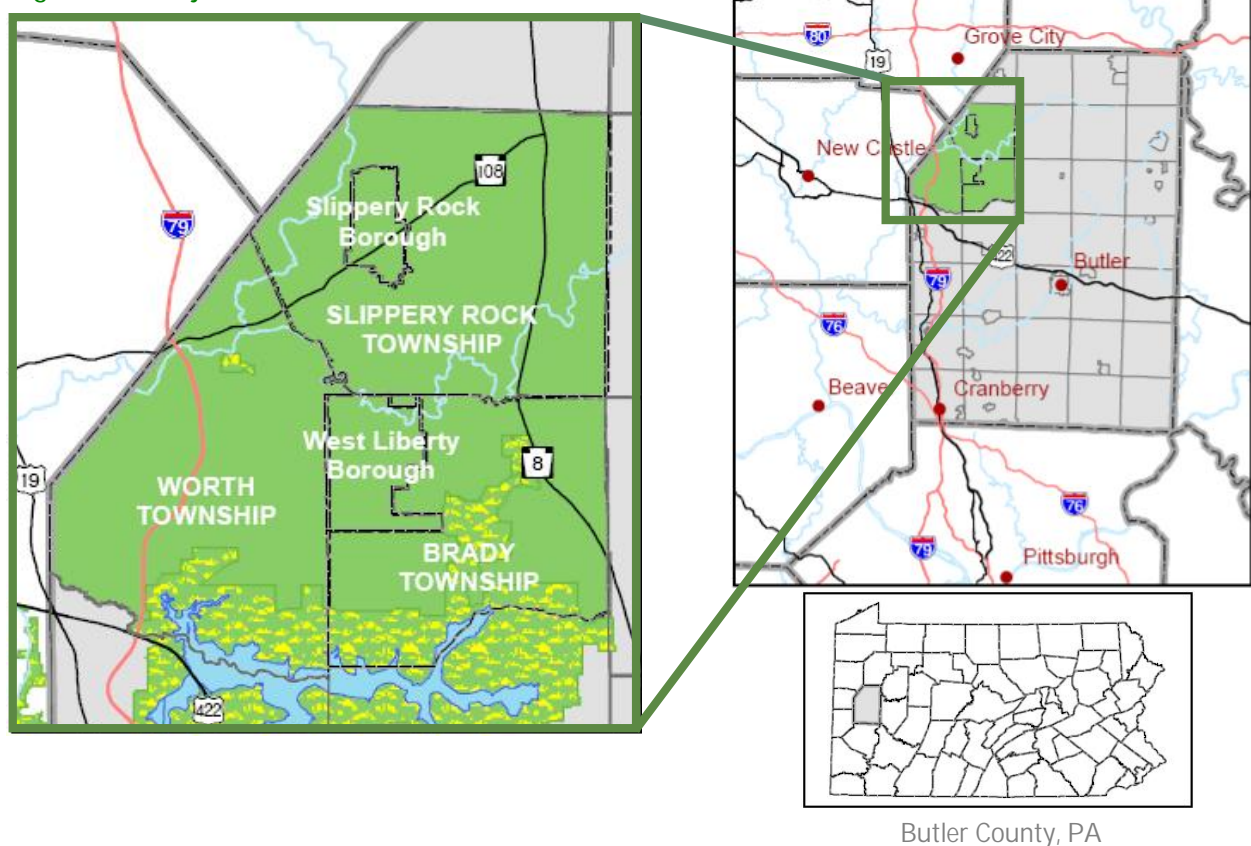 80
Grove City
19
New Castle
108
Slippery Rock
Borough
79
SLIPPERY ROCK
TOWNSHIP
22
Butler
79
76
West Liberty
Borough
Beave
Cranberry
8
19
WORTH
TOWNSHIP
76
BRADY
TOWNSHIP
79
Pittsburgh
422
Butler County, PA